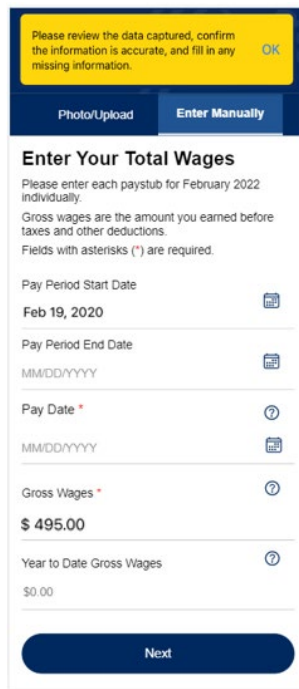 Please review the data captured, confirm
the information is accurate, and fill in any
missing information.
OK
Photo/Upload
Enter Manually
Enter Your Total Wages
Please enter each paystub for February 2022
individually.
Gross wages are the amount you earned before
taxes and other deductions.
Fields with asterisks (*) are required.
Pay Period Start Date
Feb 19, 2020
Pay Period End Date
MM/DD/YYYY
Pay Date *
MM/DD/YYYY
Gross Wages *
$ 495.00
Year to Date Gross Wages
$0.00
Next